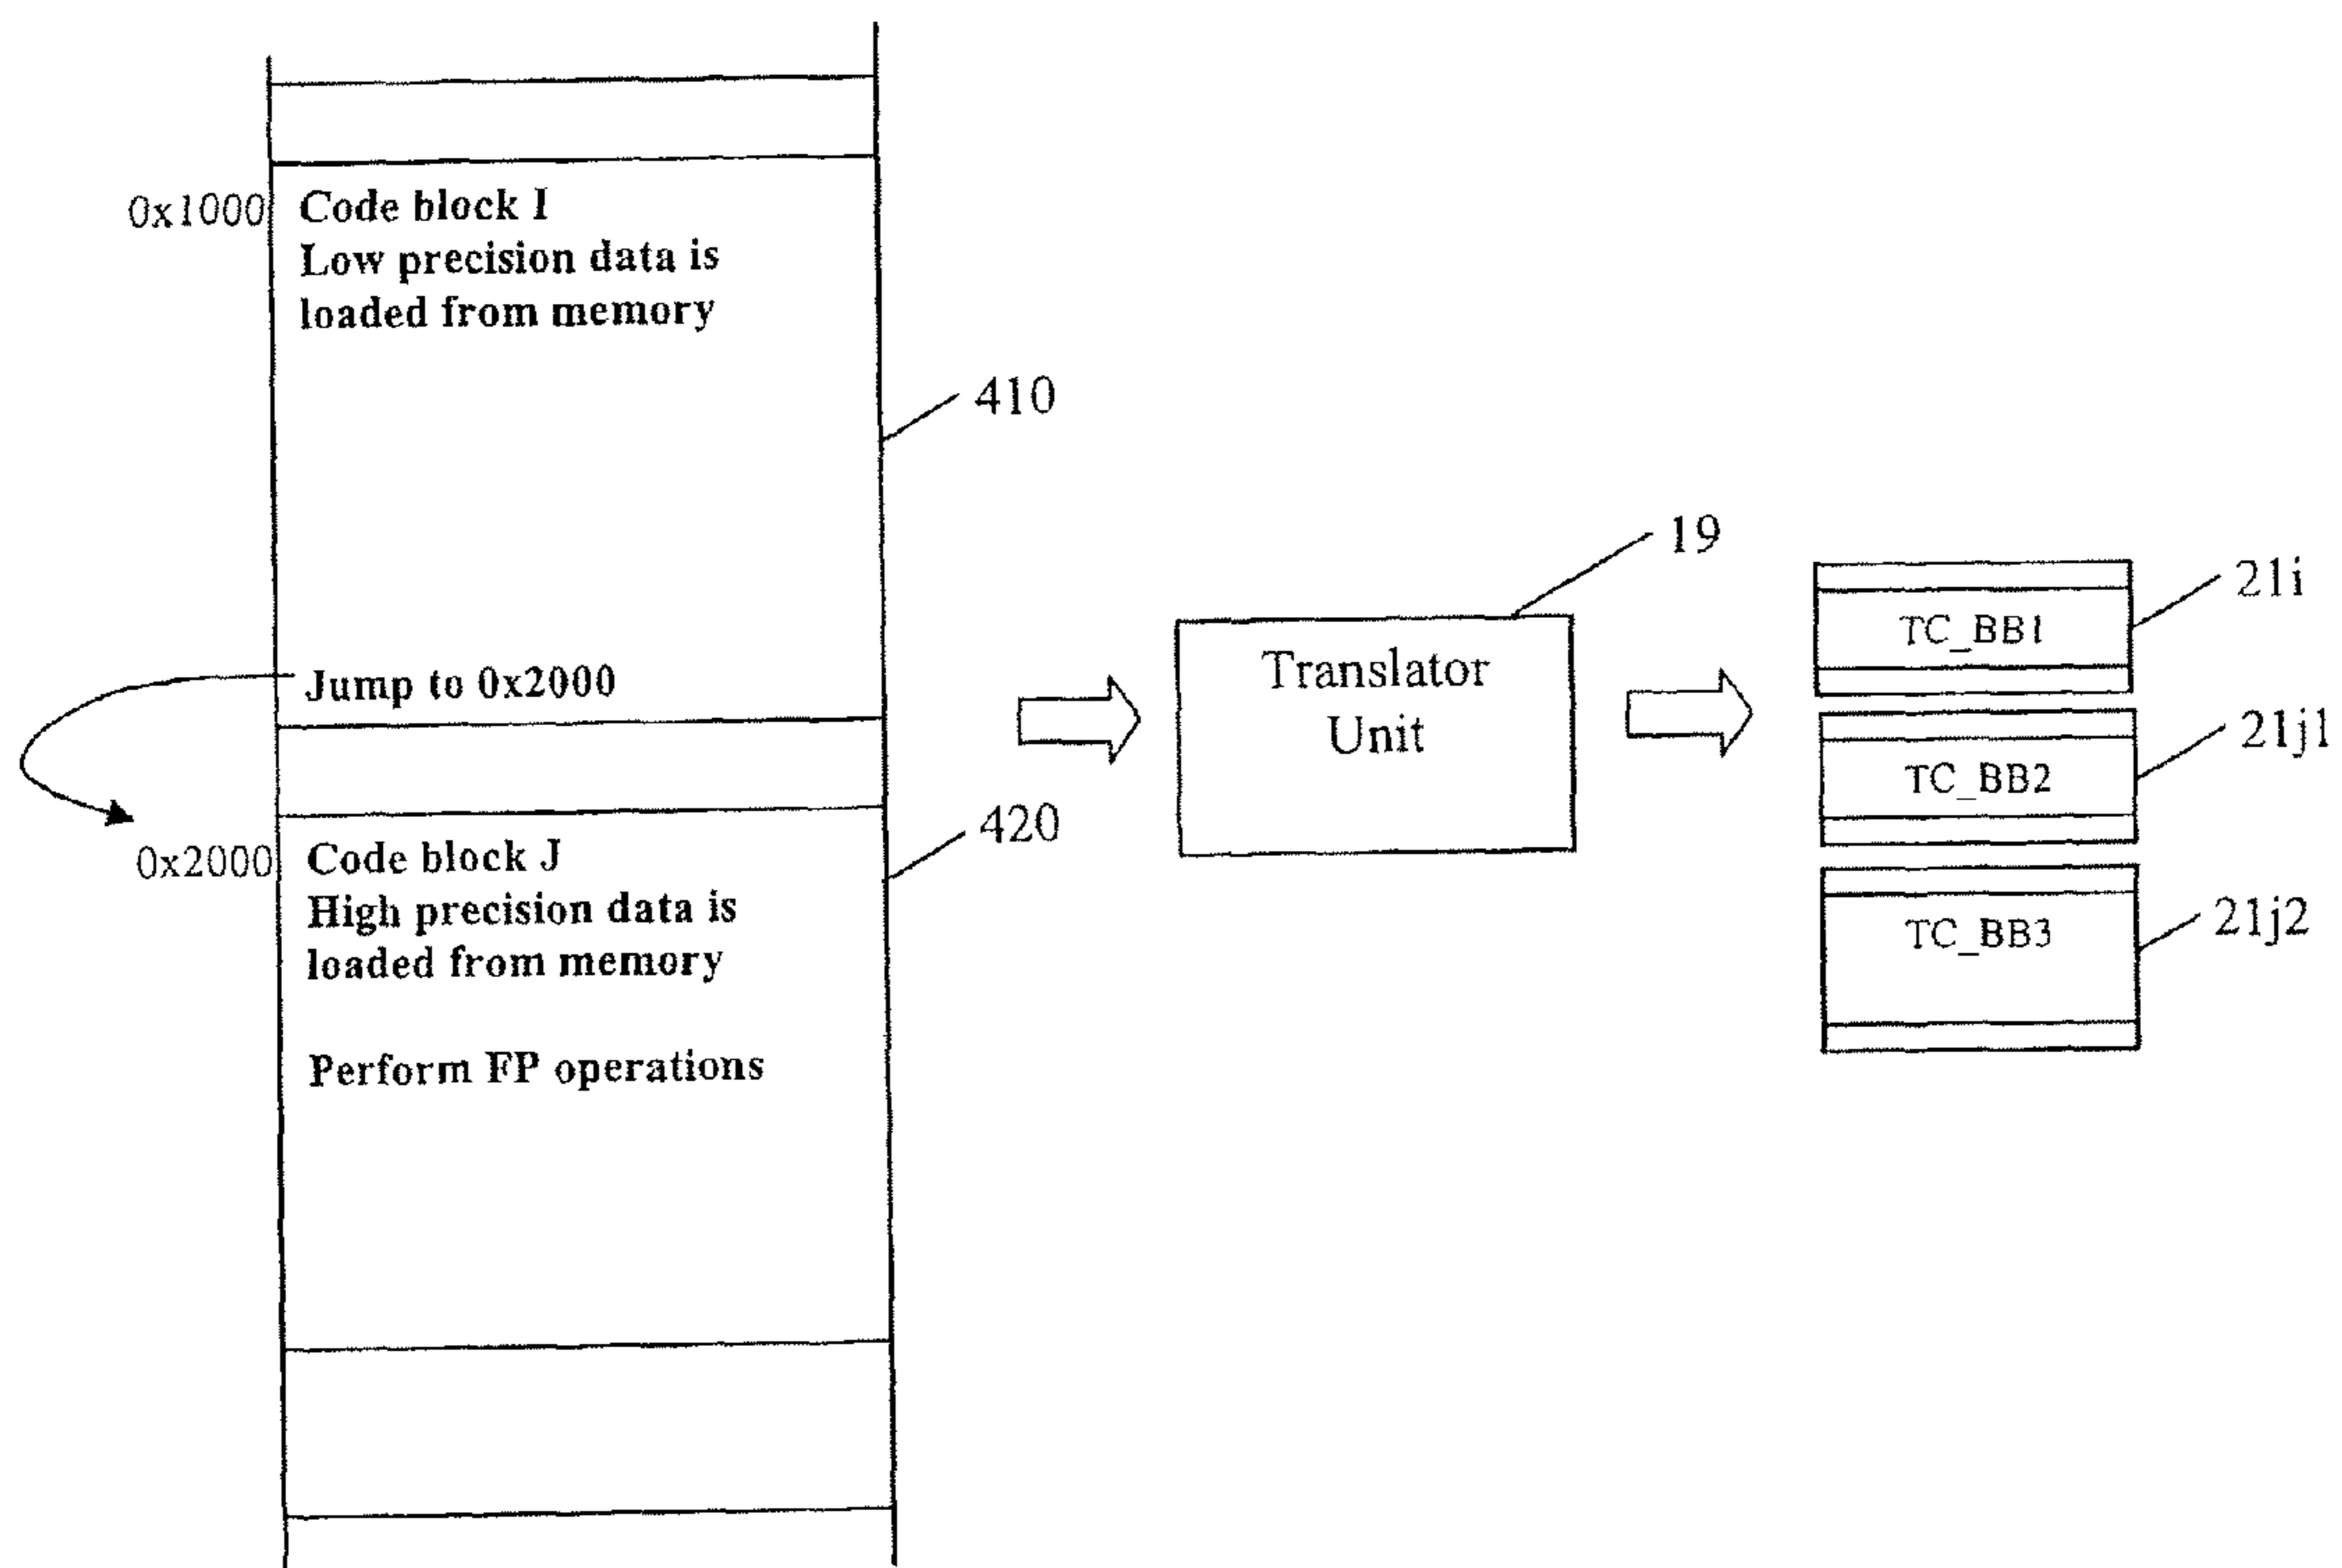 0x1000
Code block I
Low precision data is
loaded from memory
Jump to 0x2000
410
0x2000
Code block J
High precision data is
loaded from memory
Perform FP operations
420
19
Translator
Unit
TC_BB1
21i
TC_BB2
21j1
TC_BB3
21j2